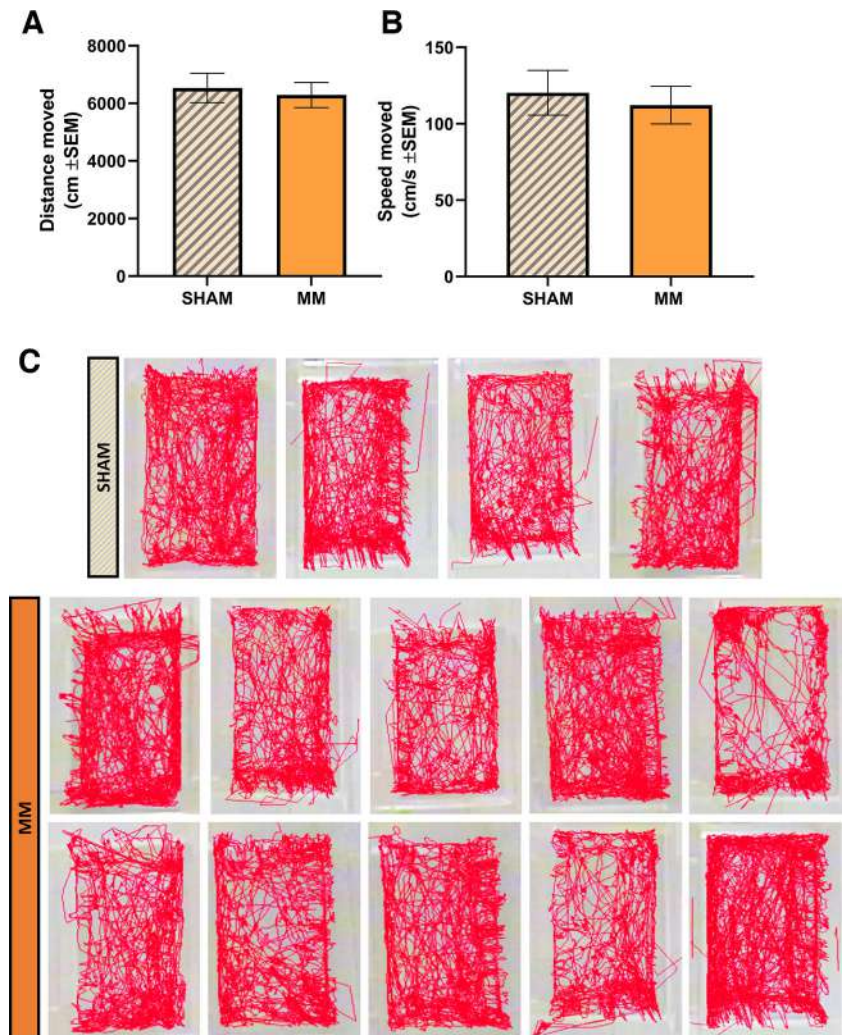 A
Distance moved
(cm ±SEM)
8000
6000
4000
2000
0
SHAM
MM
B
Speed moved
(cm/s ±SEM)
150
100
50
0
SHAM
MM
C
SHAM
MM